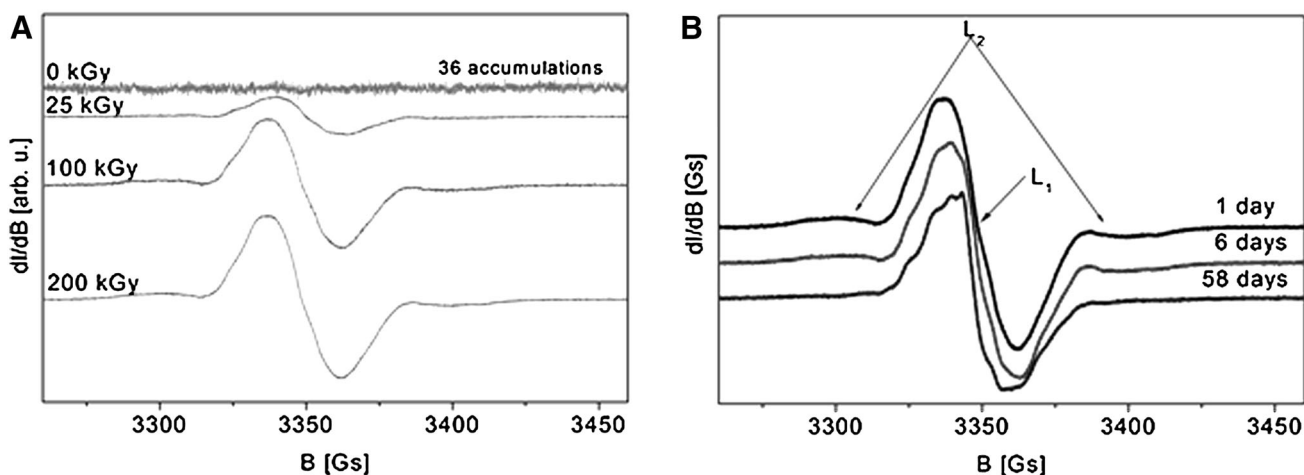 A
0 kGy
36 accumulations
25 kGy
100 kGy
200 kGy
dI/dB [arb. u.]
3300 3350 3400 3450
B [Gs]
B
L2
L1
1 day
6 days
58 days
dI/dB [Gs]
3300 3350 3400 3450
B [Gs]